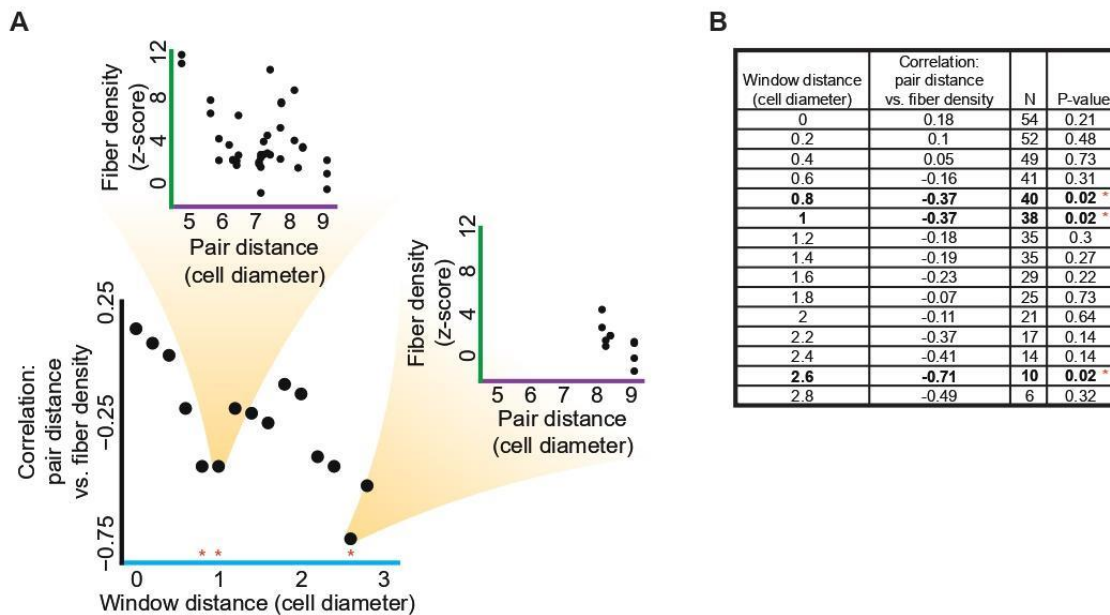 A
Fiber density
(z-score)
12
8
4
0
5 6 7 8 9
Pair distance
(cell diameter)
Fiber density
(z-score)
12
8
4
0
5 6 7 8 9
Pair distance
(cell diameter)
Correlation:
pair distance
vs. fiber density
0.25
−0.25
−0.75
* * *
0 1 2 3
Window distance (cell diameter)
B
Window distance (cell diameter) Correlation: pair distance vs. fiber density N P-value
0 0.18 54 0.21
0.2 0.1 52 0.48
0.4 0.05 49 0.73
0.6 -0.16 41 0.31
0.8 -0.37 40 0.02 *
1 -0.37 38 0.02 *
1.2 -0.18 35 0.3
1.4 -0.19 35 0.27
1.6 -0.23 29 0.22
1.8 -0.07 25 0.73
2 -0.11 21 0.64
2.2 -0.37 17 0.14
2.4 -0.41 14 0.14
2.6 -0.71 10 0.02 *
2.8 -0.49 6 0.32